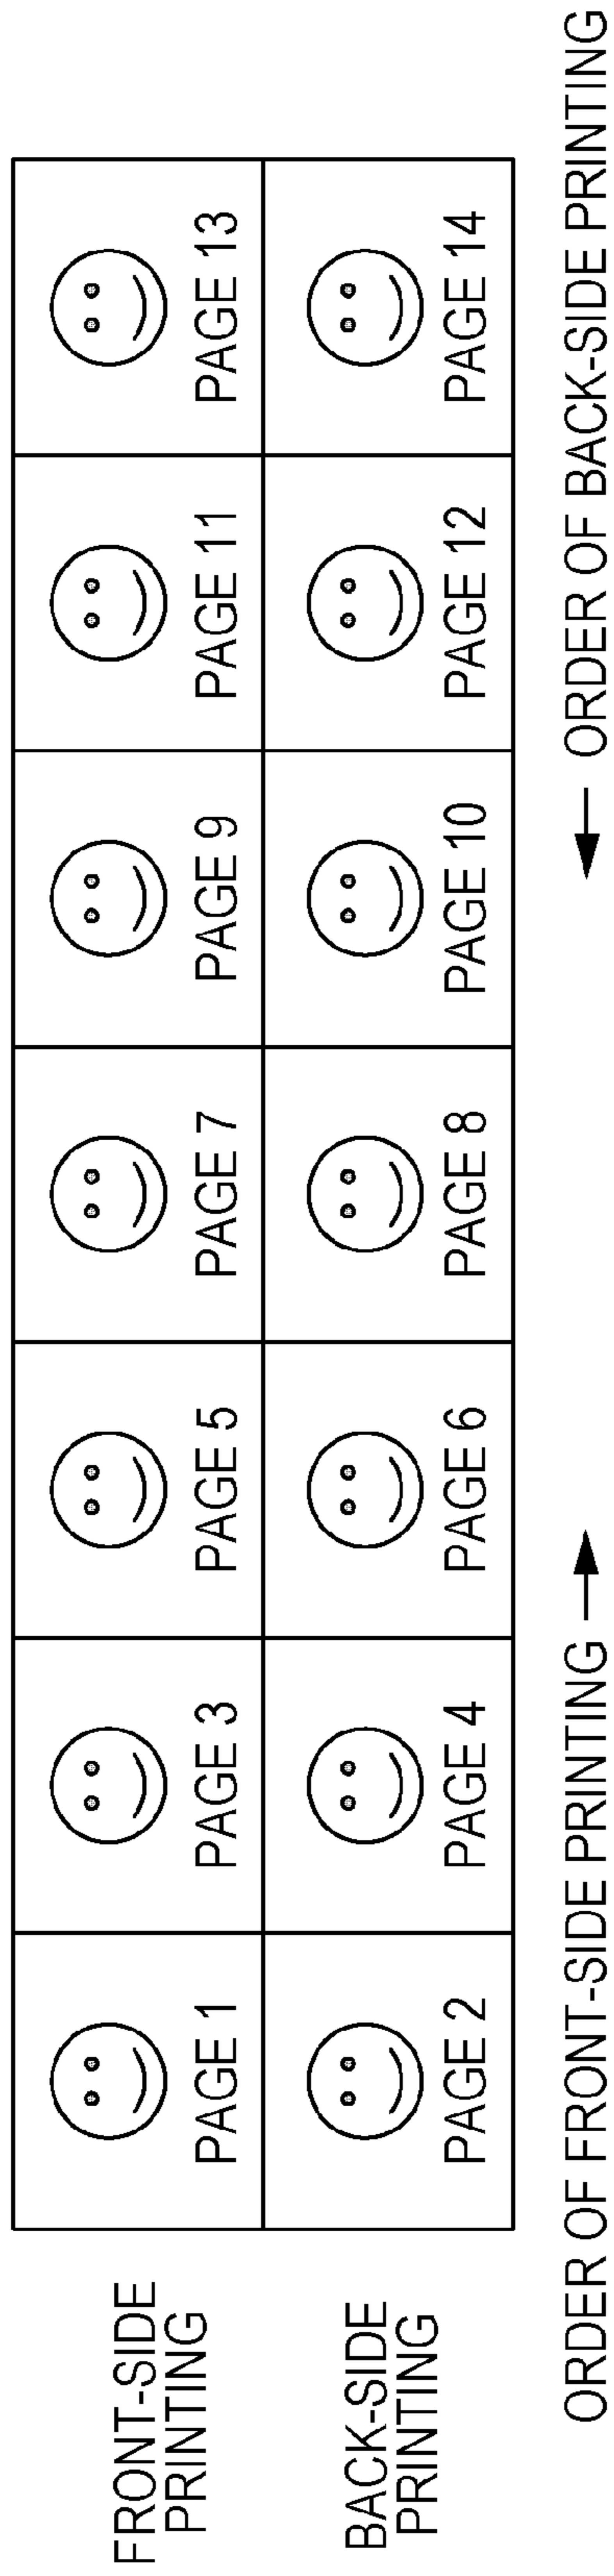 FRONT-SIDE
PRINTING
PAGE 1
PAGE 3
PAGE 5
PAGE 7
PAGE 9
PAGE 11
PAGE 13
BACK-SIDE
PRINTING
PAGE 2
PAGE 4
PAGE 6
PAGE 8
PAGE 10
PAGE 12
PAGE 14
ORDER OF FRONT-SIDE PRINTING →
← ORDER OF BACK-SIDE PRINTING